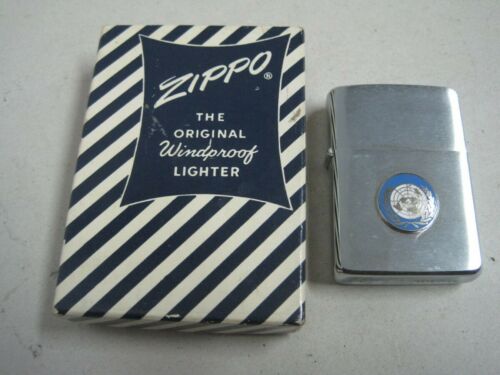 ZIPPO®
THE
ORIGINAL
Windproof
LIGHTER